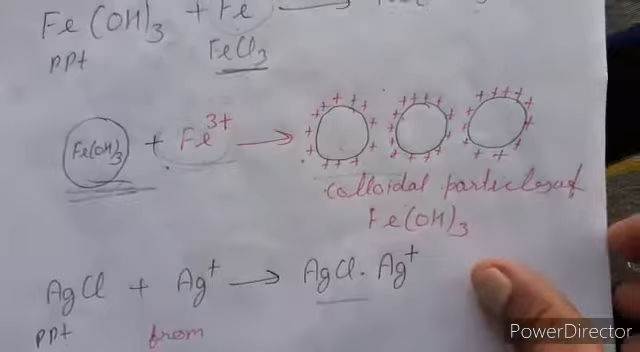 Fe(OH)3 + Fe
ppt FeCl3
Fe(OH)3 + Fe3+ →
colloidal particles of
Fe(OH)3
AgCl + Ag+ → AgCl. Ag+
ppt from
PowerDirector